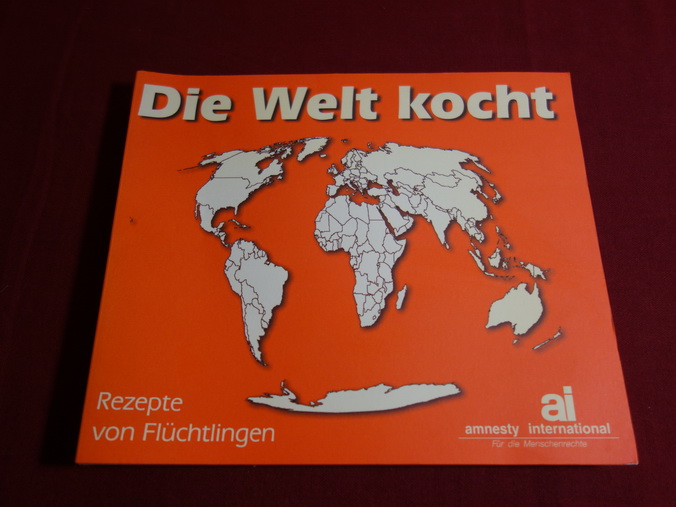 Die Welt kocht
Rezepte
von Flüchtlingen
ai
amnesty international
Für die Menschenrechte